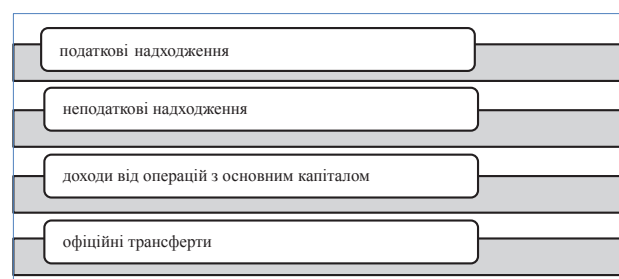 податкові надходження
неподаткові надходження
доходи від операцій з основним капіталом
офіційні трансферти